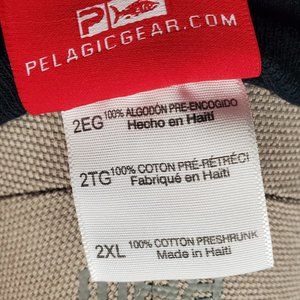 PELAGICGEAR.COM
2EG 100% ALGODÓN PRE-ENCOGIDO
Hecho en Haití
2TG 100% COTON PRÉ-RÉTRÉCI
Fabriqué en Haïti
2XL 100% COTTON PRESHRUNK
Made in Haiti